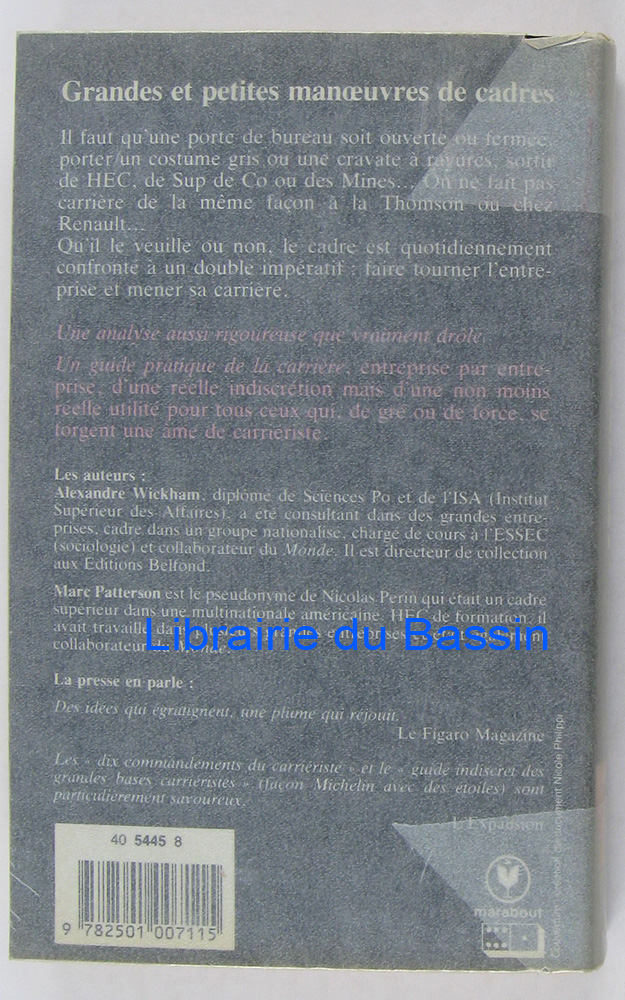 Grandes et petites manœuvres de cadres
Il faut qu'une porte de bureau soit ouverte ou fermée,
porter un costume gris ou une cravate à rayures, sortir
de HEC, de Sup de Co ou des Mines... On ne fait pas
carrière de la même façon à la Thomson ou chez
Renault...
Qu'il le veuille ou non, le cadre est quotidiennement
confronté à un double impératif : faire tourner l'entre-
prise et mener sa carrière.
Une analyse aussi rigoureuse que vraiment drôle.
Un guide pratique de la carrière, entreprise par entre-
prise, d'une réelle indiscrétion mais d'une non moins
réelle utilité pour tous ceux qui, de gré ou de force, se
forgent une âme de carriériste.
Les auteurs :
Alexandre Wickham, diplômé de Sciences Po et de l'ISA (Institut
Supérieur des Affaires), a été consultant dans des grandes entre-
prises, cadre dans un groupe nationalisé, chargé de cours à l'ESSEC
(sociologie) et collaborateur du Monde. Il est directeur de collection
aux Éditions Belfond.
Marc Patterson est le pseudonyme de Nicolas Perin qui était un cadre
supérieur dans une multinationale américaine. HEC de formation, il
avait travaillé entreprises
collaborateur du Monde.
Librairie du Bassin
La presse en parle :
Des idées qui égratignent, une plume qui réjouit.
Le Figaro Magazine
Les « dix commandements du carriériste » et le « guide indiscret des
grandes bases carriéristes » (façon Michelin avec des étoiles) sont
particulièrement savoureux.
L'Expansion
40 5445 8
9 782501 007115
marabout
Nicole Philippi